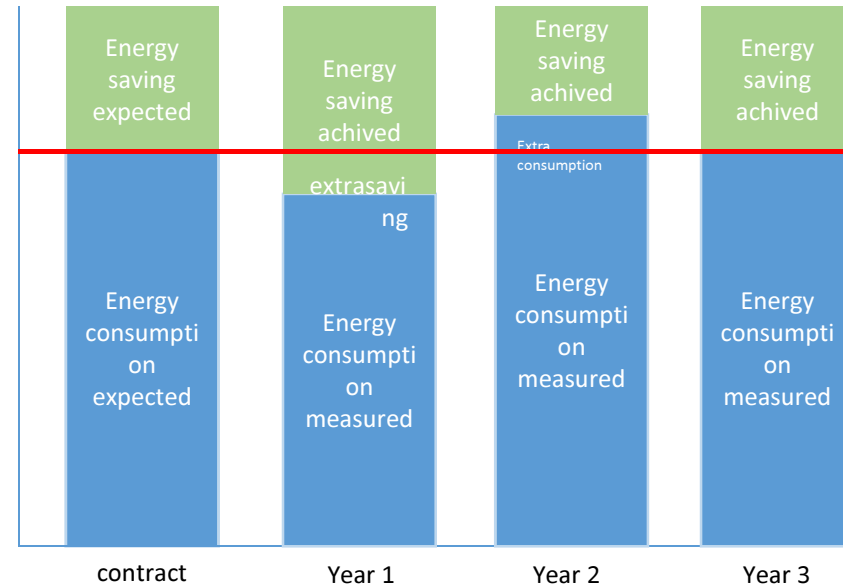 Energy
saving
expected
Energy
consumpti
on
expected
contract
Energy
saving
achived
extrasavi
ng
Energy
consumpti
on
measured
Year 1
Energy
saving
achived
Extra
consumption
Energy
consumpti
on
measured
Year 2
Energy
saving
achived
Energy
consumpti
on
measured
Year 3